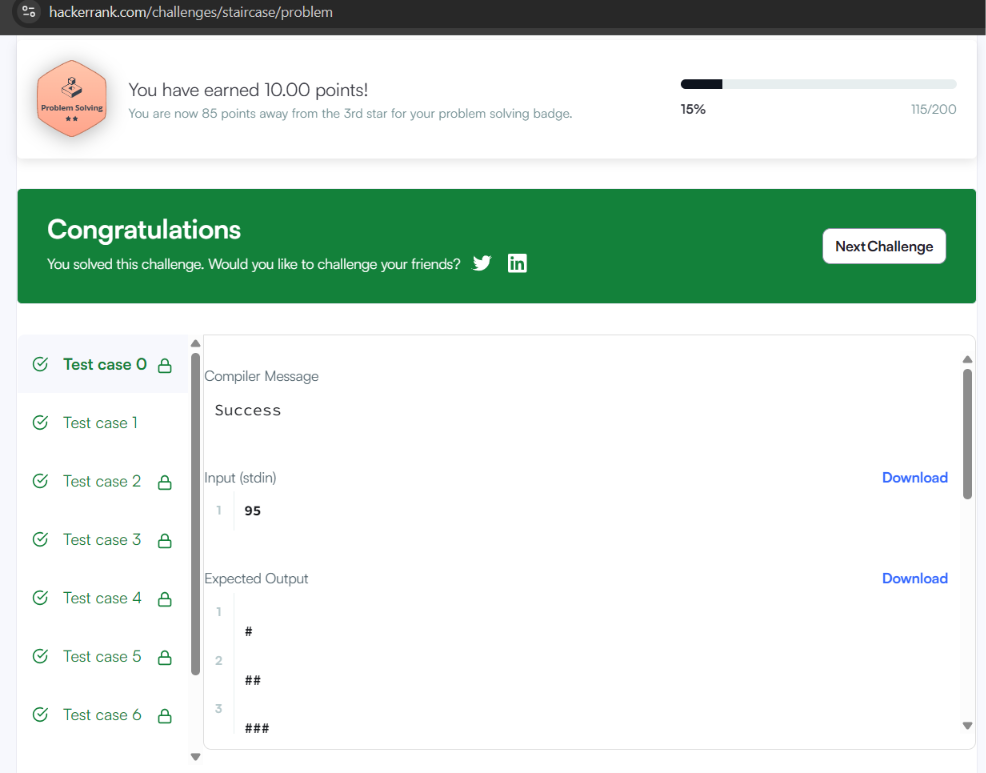 hackerrank.com/challenges/staircase/problem
You have earned 10.00 points!
Problem Solving
You are now 85 points away from the 3rd star for your problem solving badge.
15%
115/200
Congratulations
You solved this challenge. Would you like to challenge your friends?
Next Challenge
Test case 0
Test case 1
Test case 2
Test case 3
Test case 4
Test case 5
Test case 6
Compiler Message
Success
Input (stdin)
Download
1 95
Expected Output
Download
1
#
2
##
3
###